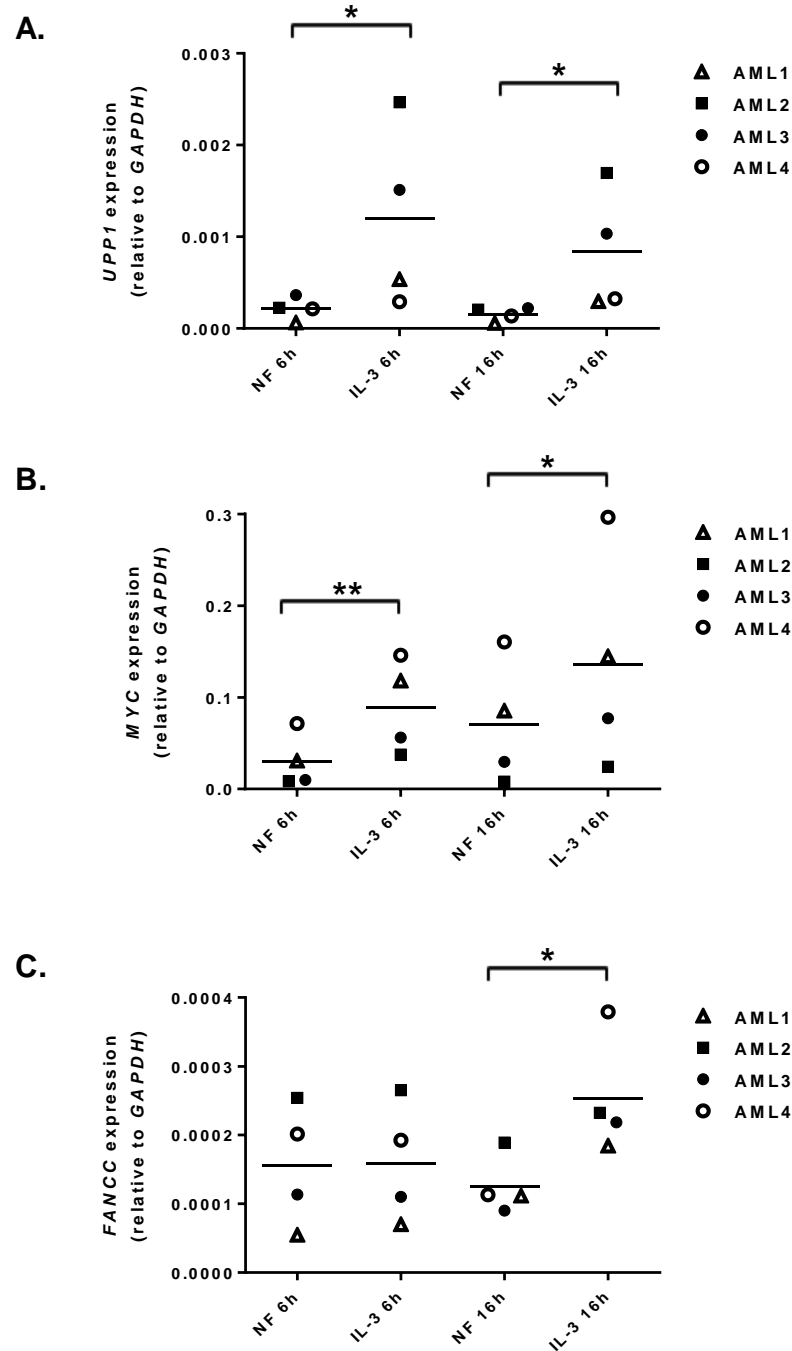 A.
*
*
UPP1 expression
(relative to GAPDH)
0.003
0.002
0.001
0.000
NF 6h
IL-3 6h
NF 16h
IL-3 16h
AML1
AML2
AML3
AML4
B.
**
*
MYC expression
(relative to GAPDH)
0.3
0.2
0.1
0.0
NF 6h
IL-3 6h
NF 16h
IL-3 16h
AML1
AML2
AML3
AML4
C.
*
FANCC expression
(relative to GAPDH)
0.0004
0.0003
0.0002
0.0001
0.0000
NF 6h
IL-3 6h
NF 16h
IL-3 16h
AML1
AML2
AML3
AML4